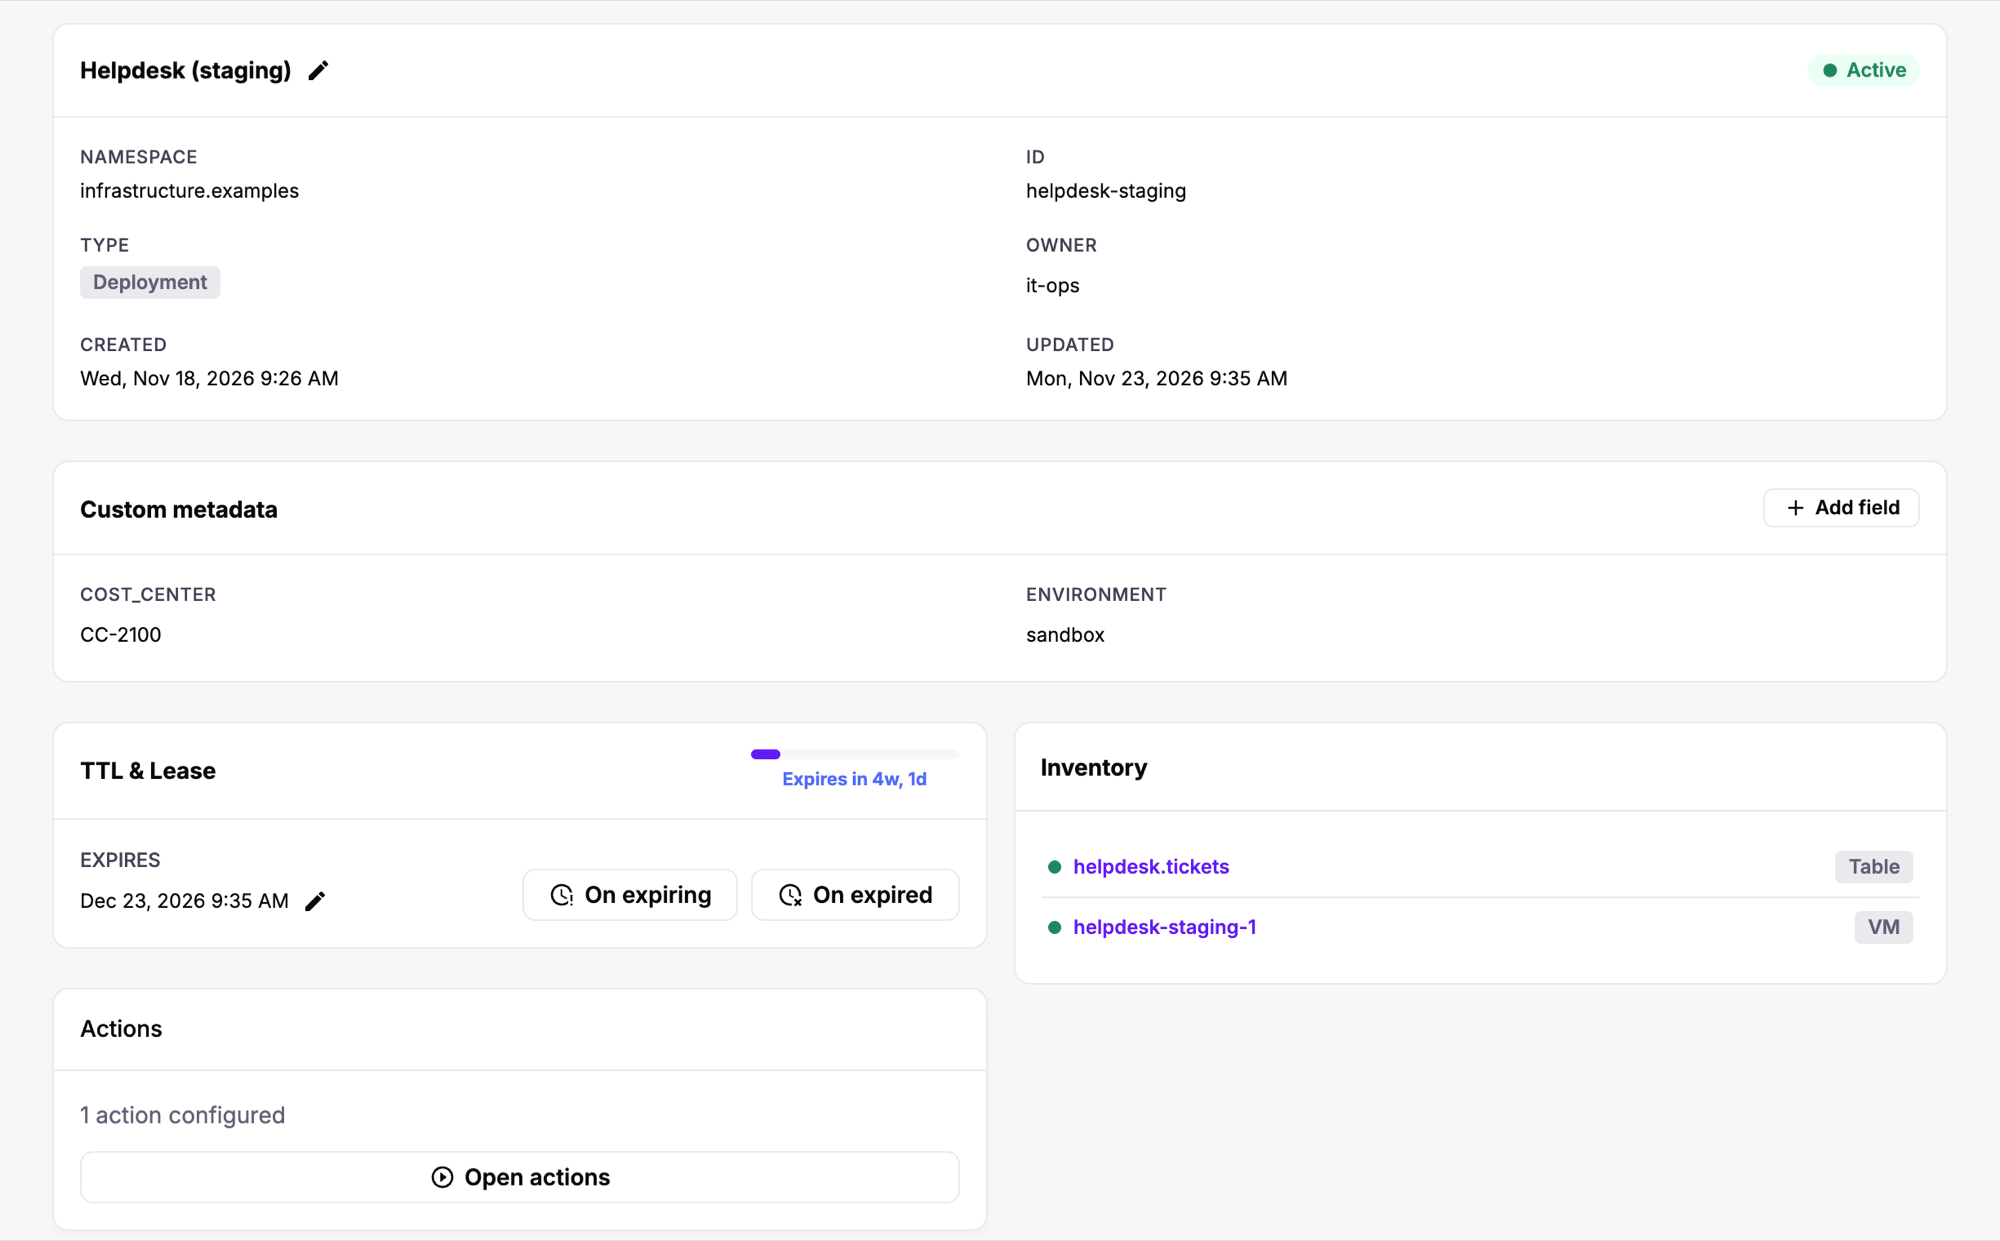 Helpdesk (staging)
Active
NAMESPACE
infrastructure.examples
ID
helpdesk-staging
TYPE
Deployment
OWNER
it-ops
CREATED
Wed, Nov 18, 2026 9:26 AM
UPDATED
Mon, Nov 23, 2026 9:35 AM
Custom metadata
Add field
COST_CENTER
CC-2100
ENVIRONMENT
sandbox
TTL & Lease
Expires in 4w, 1d
EXPIRES
Dec 23, 2026 9:35 AM
On expiring
On expired
Inventory
helpdesk.tickets
Table
helpdesk-staging-1
VM
Actions
1 action configured
Open actions